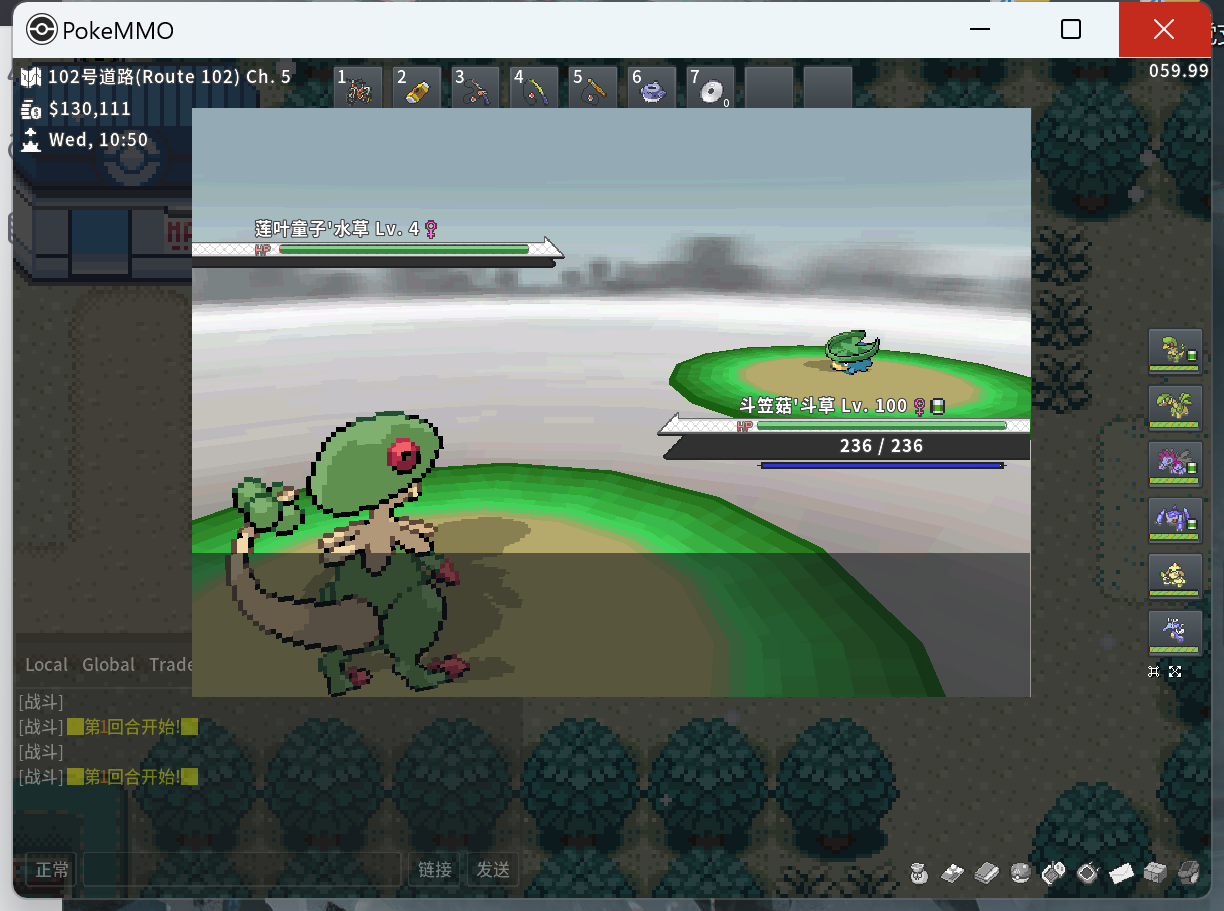 PokeMMO
102号道路(Route 102) Ch. 5
1 2 3 4 5 6 7 0
059.99
$130,111
Wed, 10:50
HP
莲叶童子'水草 Lv. 4♀
HP
斗笠菇'斗草 Lv. 100♀
HP
236 / 236
Local Global Trade
[战斗]
[战斗] 第1回合开始!
[战斗]
[战斗] 第1回合开始!
正常 链接 发送